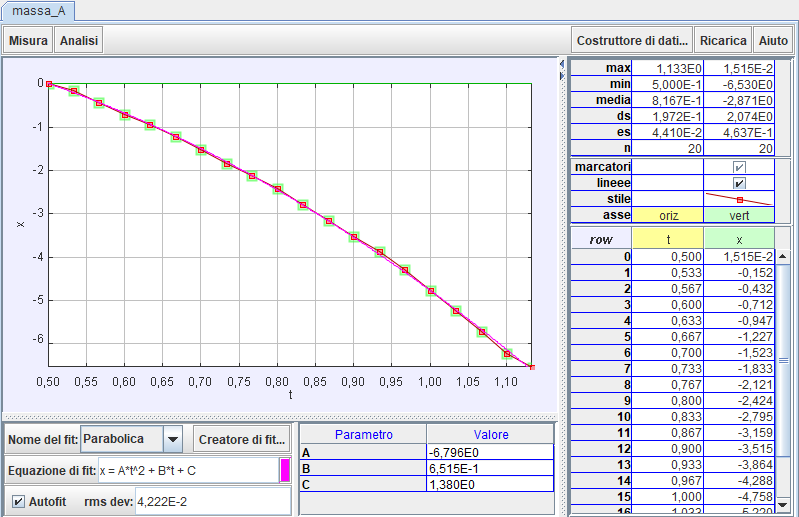 massa_A
Misura Analisi
Costruttore di dati... Ricarica Aiuto
0
-1
-2
-3
-4
-5
-6
x
0,50 0,55 0,60 0,65 0,70 0,75 0,80 0,85 0,90 0,95 1,00 1,05 1,10
t
max 1,133E0 1,515E-2
min 5,000E-1 -6,530E0
media 8,167E-1 -2,871E0
ds 1,972E-1 2,074E0
es 4,410E-2 4,637E-1
n 20 20
marcatori
lineee
stile
asse oriz vert
row t x
0 0,500 1,515E-2
1 0,533 -0,152
2 0,567 -0,432
3 0,600 -0,712
4 0,633 -0,947
5 0,667 -1,227
6 0,700 -1,523
7 0,733 -1,833
8 0,767 -2,121
9 0,800 -2,424
10 0,833 -2,795
11 0,867 -3,159
12 0,900 -3,515
13 0,933 -3,864
14 0,967 -4,288
15 1,000 -4,758
16 1,033 -5,220
Nome del fit: Parabolica Creatore di fit...
Equazione di fit: x = A*t^2 + B*t + C
Autofit rms dev: 4,222E-2
Parametro Valore
A -6,796E0
B 6,515E-1
C 1,380E0